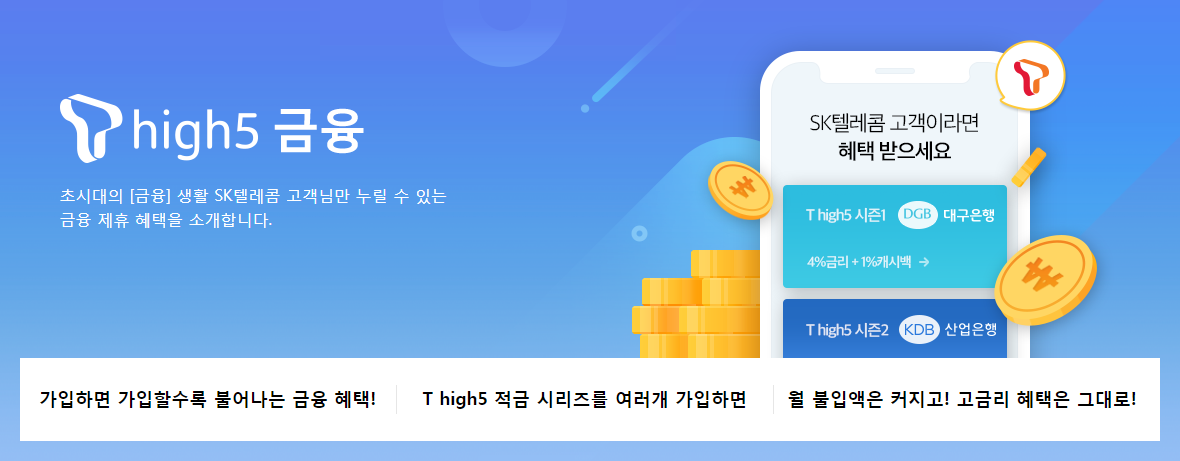 T high5 금융
초시대의 [금융] 생활 SK텔레콤 고객님만 누릴 수 있는
금융 제휴 혜택을 소개합니다.
SK텔레콤 고객이라면
혜택 받으세요
T high5 시즌1 DGB 대구은행
4%금리 + 1%캐시백 →
T high5 시즌2 KDB 산업은행
가입하면 가입할수록 불어나는 금융 혜택!
T high5 적금 시리즈를 여러개 가입하면
월 불입액은 커지고! 고금리 혜택은 그대로!